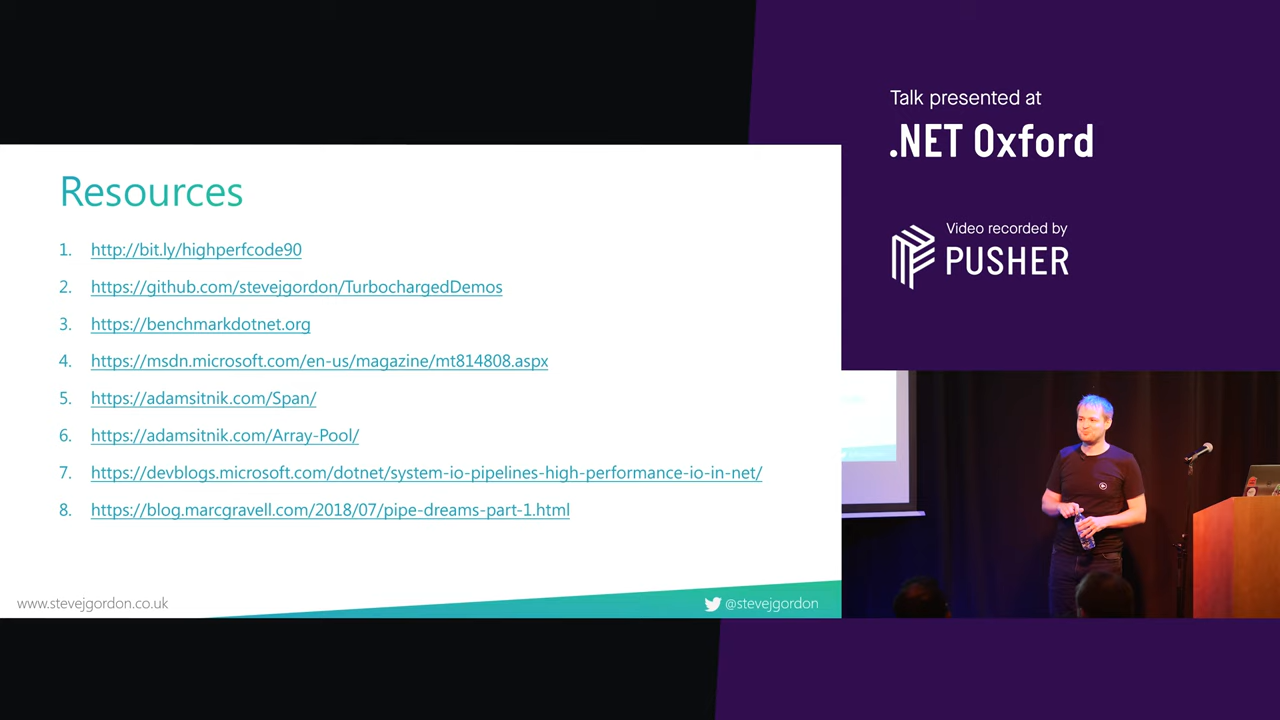 Talk presented at
.NET Oxford
Video recorded by
PUSHER
Resources
1. http://bit.ly/highperfcode90
2. https://github.com/stevejgordon/TurbochargedDemos
3. https://benchmarkdotnet.org
4. https://msdn.microsoft.com/en-us/magazine/mt814808.aspx
5. https://adamsitnik.com/Span/
6. https://adamsitnik.com/Array-Pool/
7. https://devblogs.microsoft.com/dotnet/system-io-pipelines-high-performance-io-in-net/
8. https://blog.marcgravell.com/2018/07/pipe-dreams-part-1.html
www.stevejgordon.co.uk
@stevejgordon